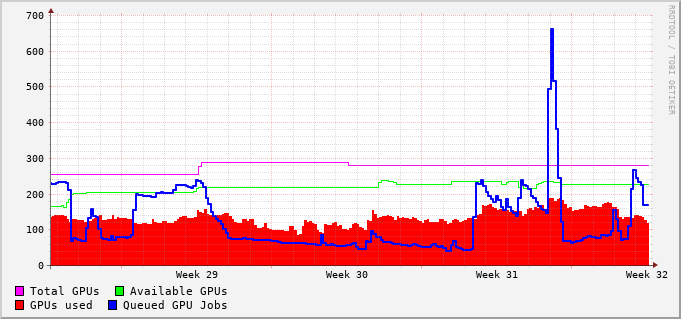 RRDTOOL / TOBI OETIKER
700
600
500
400
300
200
100
0
Week 29 Week 30 Week 31 Week 32
Total GPUs Available GPUs
GPUs used Queued GPU Jobs